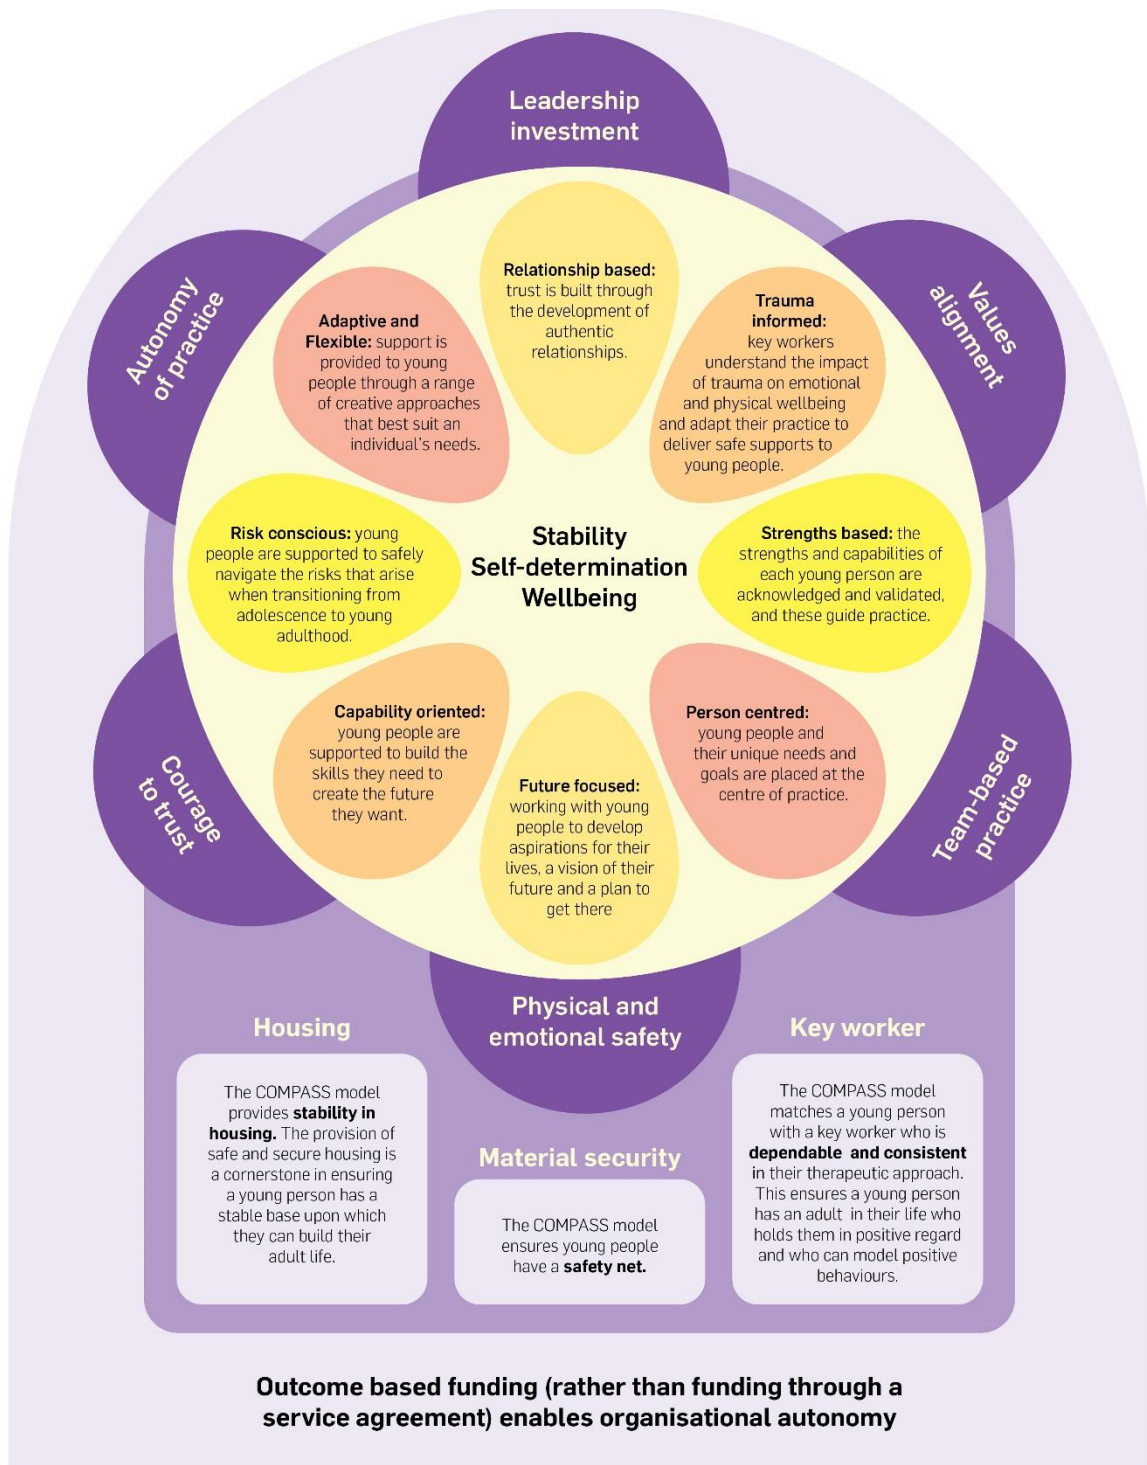 Leadership
investment
Autonomy
of practice
Values
alignment
Relationship based:
trust is built through
the development of
authentic
relationships.
Adaptive and
Flexible: support is
provided to young
people through a range
of creative approaches
that best suit an
individual's needs.
Trauma
informed:
key workers
understand the impact
of trauma on emotional
and physical wellbeing
and adapt their practice to
deliver safe supports to
young people.
Risk conscious: young
people are supported to safely
navigate the risks that arise
when transitioning from
adolescence to young
adulthood.
Stability
Self-determination
Wellbeing
Strengths based: the
strengths and capabilities of
each young person are
acknowledged and validated,
and these guide practice.
Capability oriented:
young people are
supported to build the
skills they need to
create the future
they want.
Future focused:
working with young
people to develop
aspirations for their
lives, a vision of their
future and a plan to
get there
Person centred:
young people and
their unique needs and
goals are placed at the
centre of practice.
Courage
to trust
Team-based
practice
Physical and
emotional safety
Housing
The COMPASS model
provides stability in
housing. The provision of
safe and secure housing is
a cornerstone in ensuring
a young person has a
stable base upon which
they can build their
adult life.
Material security
The COMPASS model
ensures young people
have a safety net.
Key worker
The COMPASS model
matches a young person
with a key worker who is
dependable and consistent
in their therapeutic approach.
This ensures a young person
has an adult in their life who
holds them in positive regard
and who can model positive
behaviours.
Outcome based funding (rather than funding through a
service agreement) enables organisational autonomy